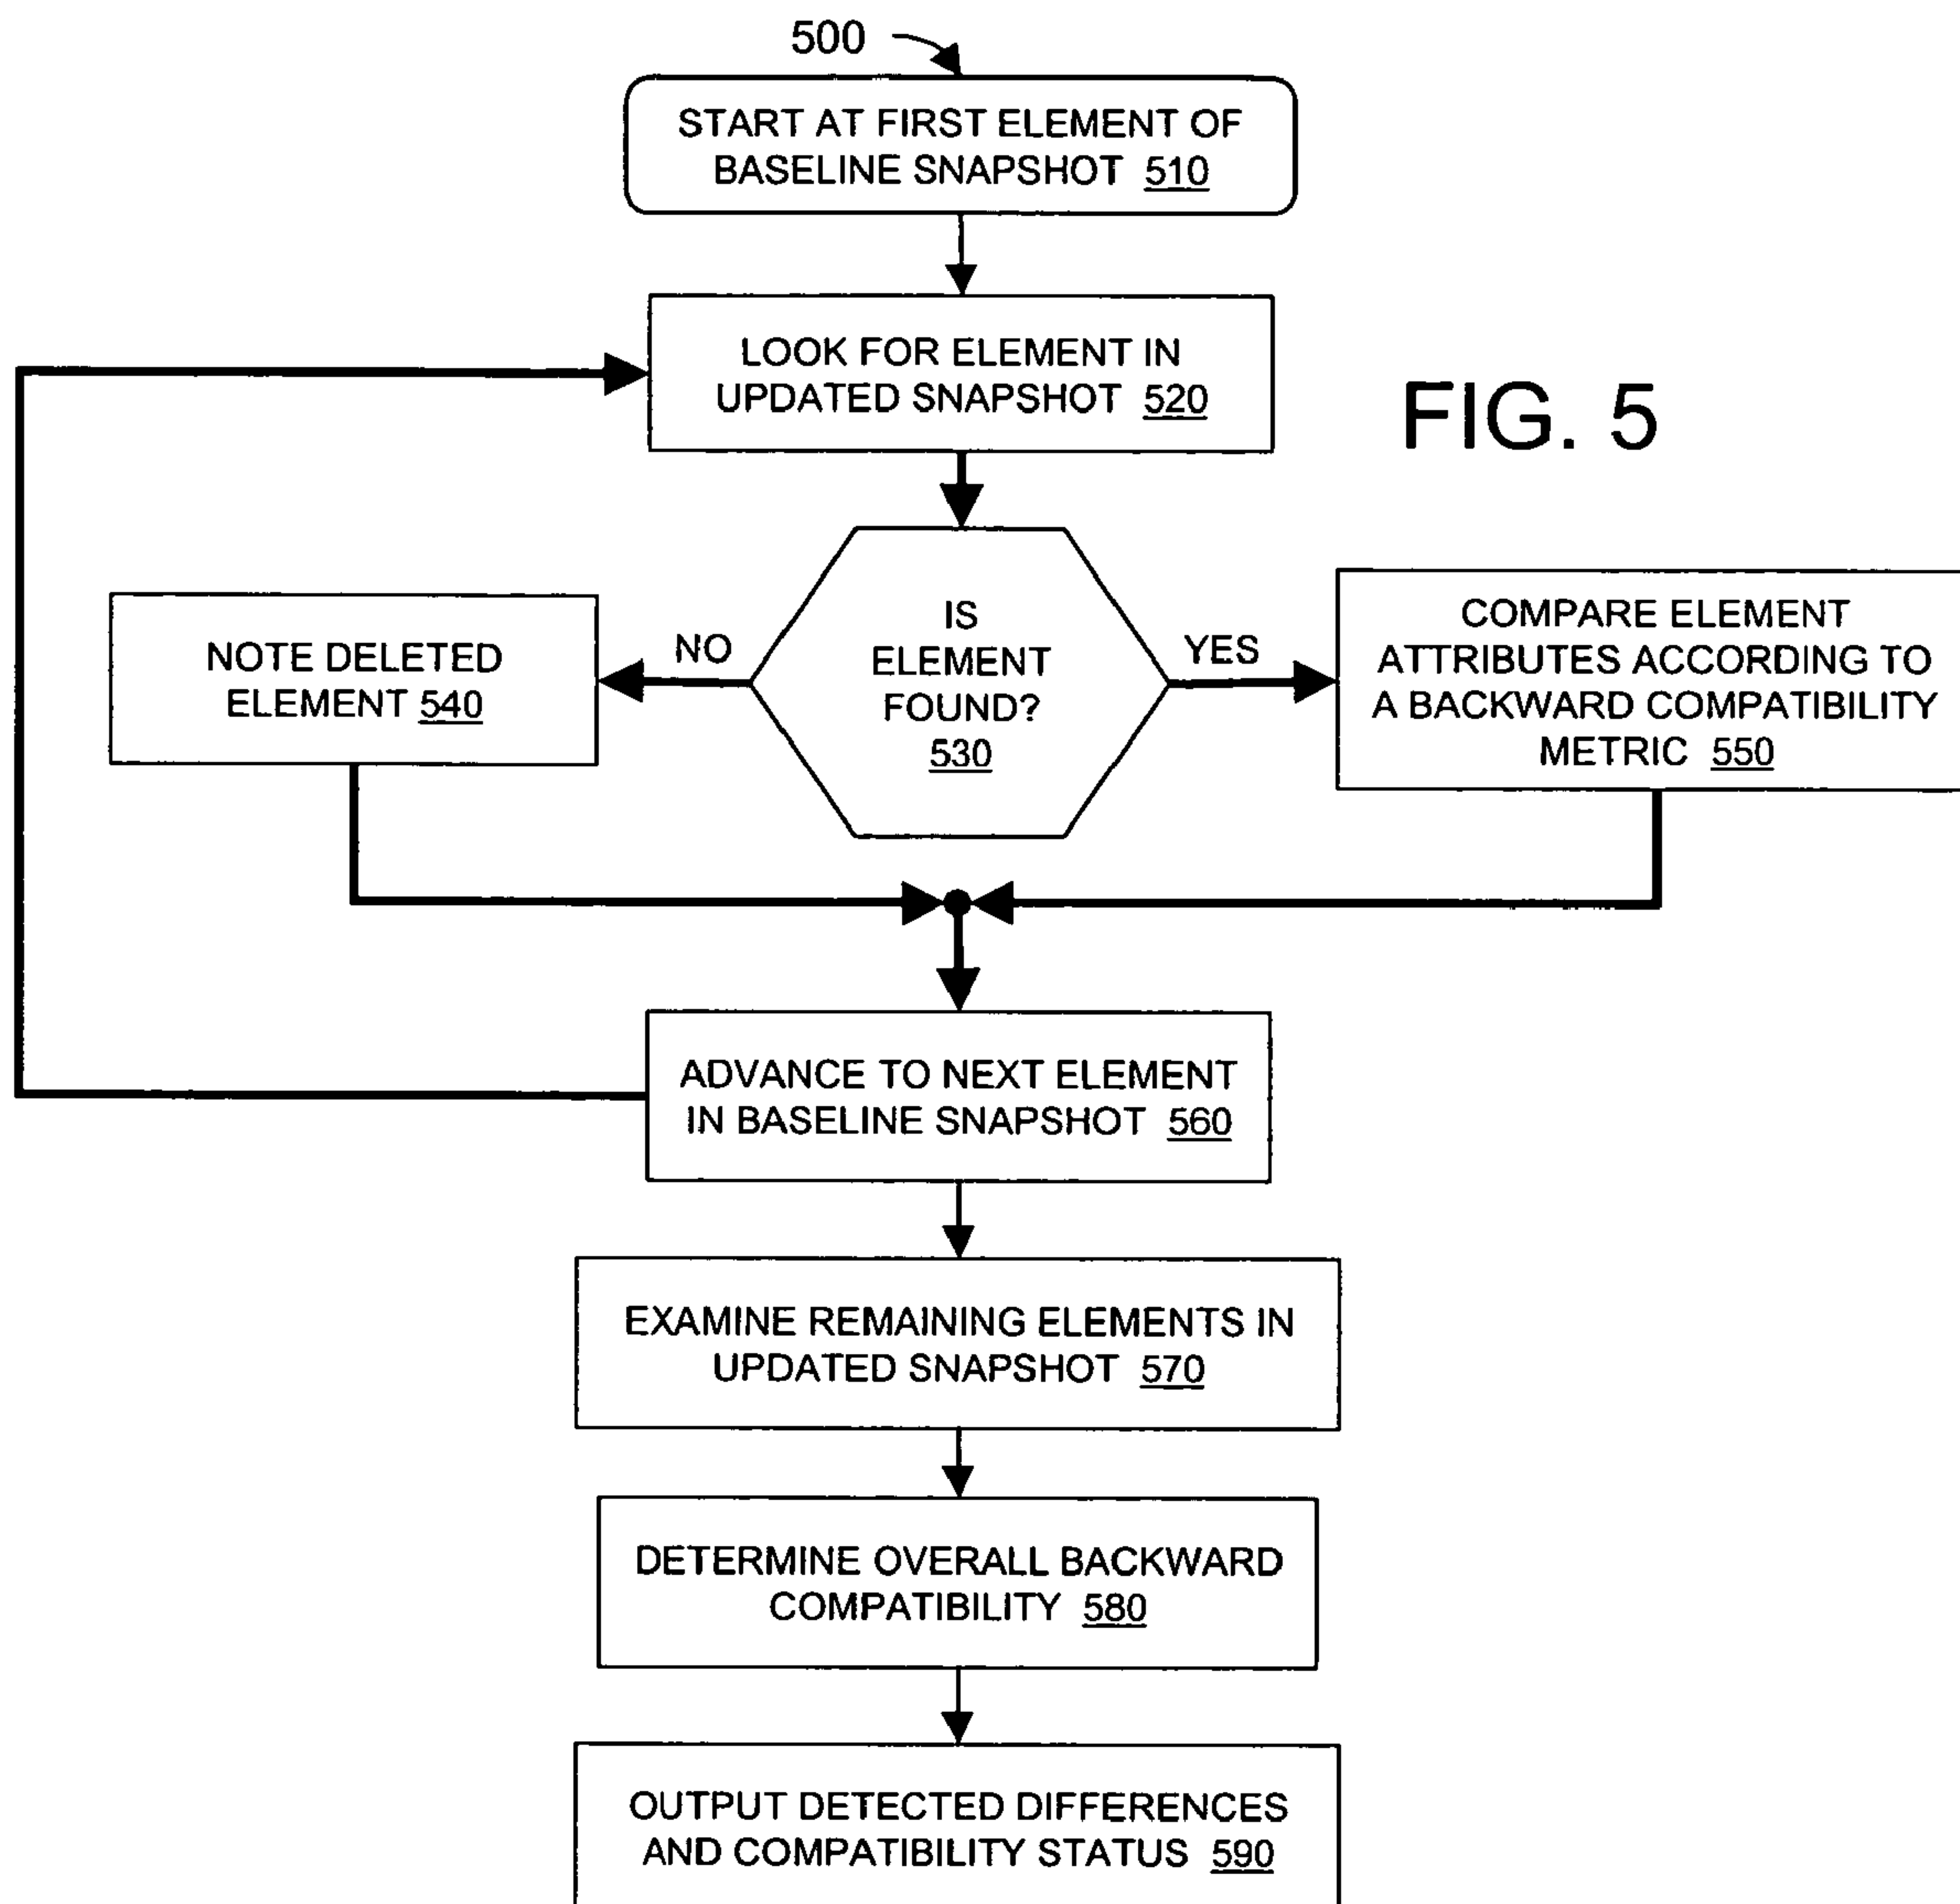 500
START AT FIRST ELEMENT OF
BASELINE SNAPSHOT 510
LOOK FOR ELEMENT IN
UPDATED SNAPSHOT 520
FIG. 5
IS
ELEMENT
FOUND?
530
NO
YES
NOTE DELETED
ELEMENT 540
COMPARE ELEMENT
ATTRIBUTES ACCORDING TO
A BACKWARD COMPATIBILITY
METRIC 550
ADVANCE TO NEXT ELEMENT
IN BASELINE SNAPSHOT 560
EXAMINE REMAINING ELEMENTS IN
UPDATED SNAPSHOT 570
DETERMINE OVERALL BACKWARD
COMPATIBILITY 580
OUTPUT DETECTED DIFFERENCES
AND COMPATIBILITY STATUS 590